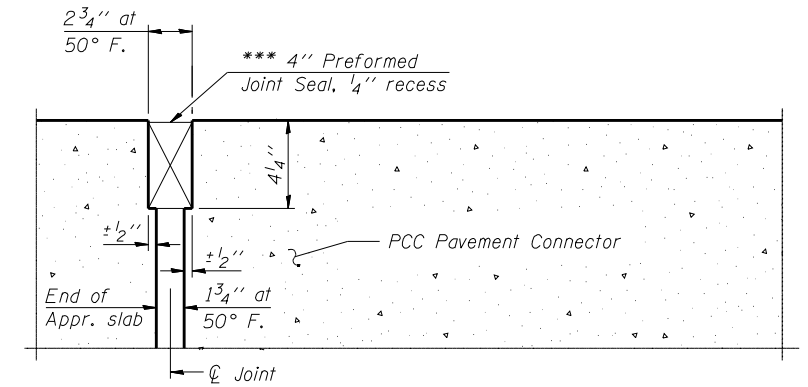 2 3/4" at
50° F.
*** 4" Preformed
Joint Seal, 1/4" recess
4 1/4"
±1/2"
±1/2"
PCC Pavement Connector
End of
Appr. slab
1 3/4" at
50° F.
℄ Joint